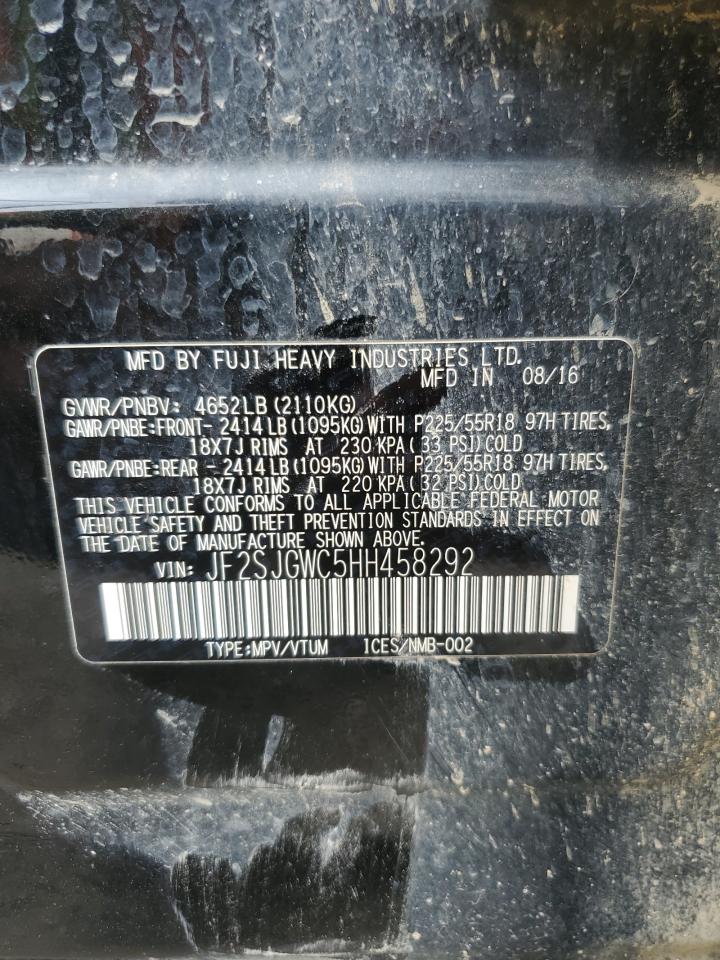 MFD BY FUJI HEAVY INDUSTRIES LTD.
MFD IN 08/16
GVWR/PNBV: 4652LB (2110KG)
GAWR/PNBE:FRONT- 2414LB (1095KG) WITH P225/55R18 97H TIRES,
18X7J RIMS AT 230 KPA ( 33 PSI) COLD
GAWR/PNBE:REAR - 2414LB (1095KG) WITH P225/55R18 97H TIRES,
18X7J RIMS AT 220 KPA ( 32 PSI) COLD
THIS VEHICLE CONFORMS TO ALL APPLICABLE FEDERAL MOTOR
VEHICLE SAFETY AND THEFT PREVENTION STANDARDS IN EFFECT ON
THE DATE OF MANUFACTURE SHOWN ABOVE.
VIN: JF2SJGWC5HH458292
TYPE:MPV/VTUM ICES/NMB-002